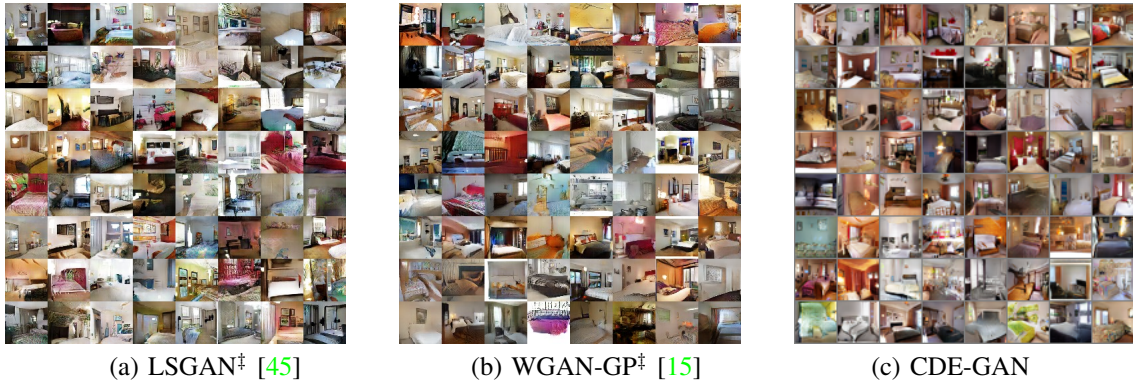 (a) LSGAN‡ [45]
(b) WGAN-GP‡ [15]
(c) CDE-GAN